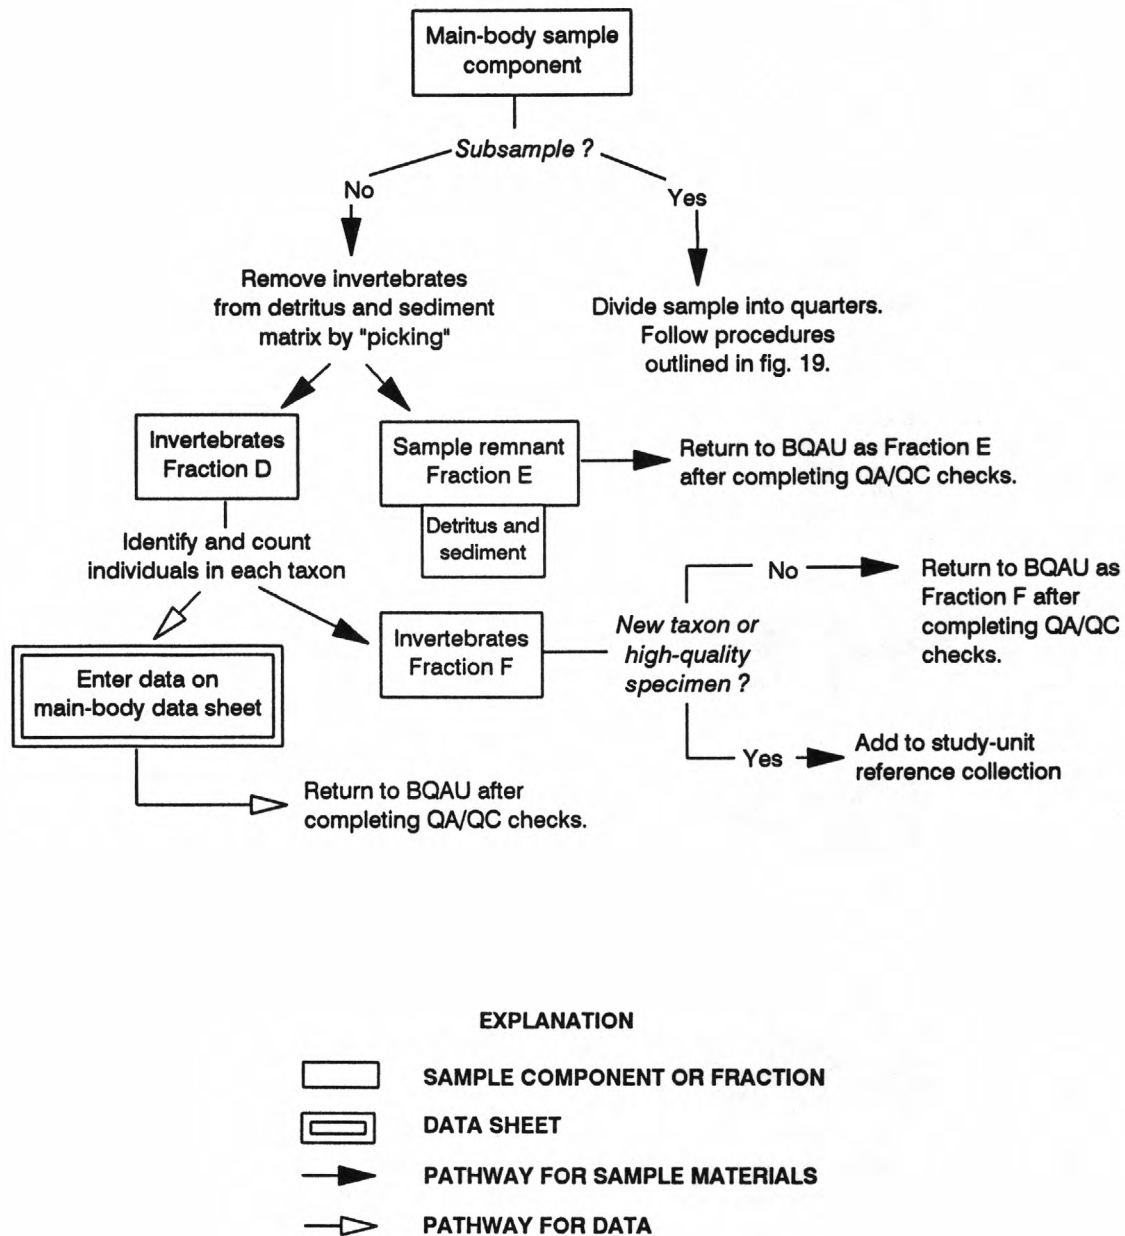 Main-body sample
component
Subsample ?
No
Yes
Remove invertebrates
from detritus and sediment
matrix by "picking"
Divide sample into quarters.
Follow procedures
outlined in fig. 19.
Invertebrates
Fraction D
Sample remnant
Fraction E
Return to BQAU as Fraction E
after completing QA/QC checks.
Detritus and
sediment
Identify and count
individuals in each taxon
Invertebrates
Fraction F
New taxon or
high-quality
specimen ?
No
Return to BQAU as
Fraction F after
completing QA/QC
checks.
Enter data on
main-body data sheet
Yes
Add to study-unit
reference collection
Return to BQAU after
completing QA/QC checks.
EXPLANATION
SAMPLE COMPONENT OR FRACTION
DATA SHEET
PATHWAY FOR SAMPLE MATERIALS
PATHWAY FOR DATA